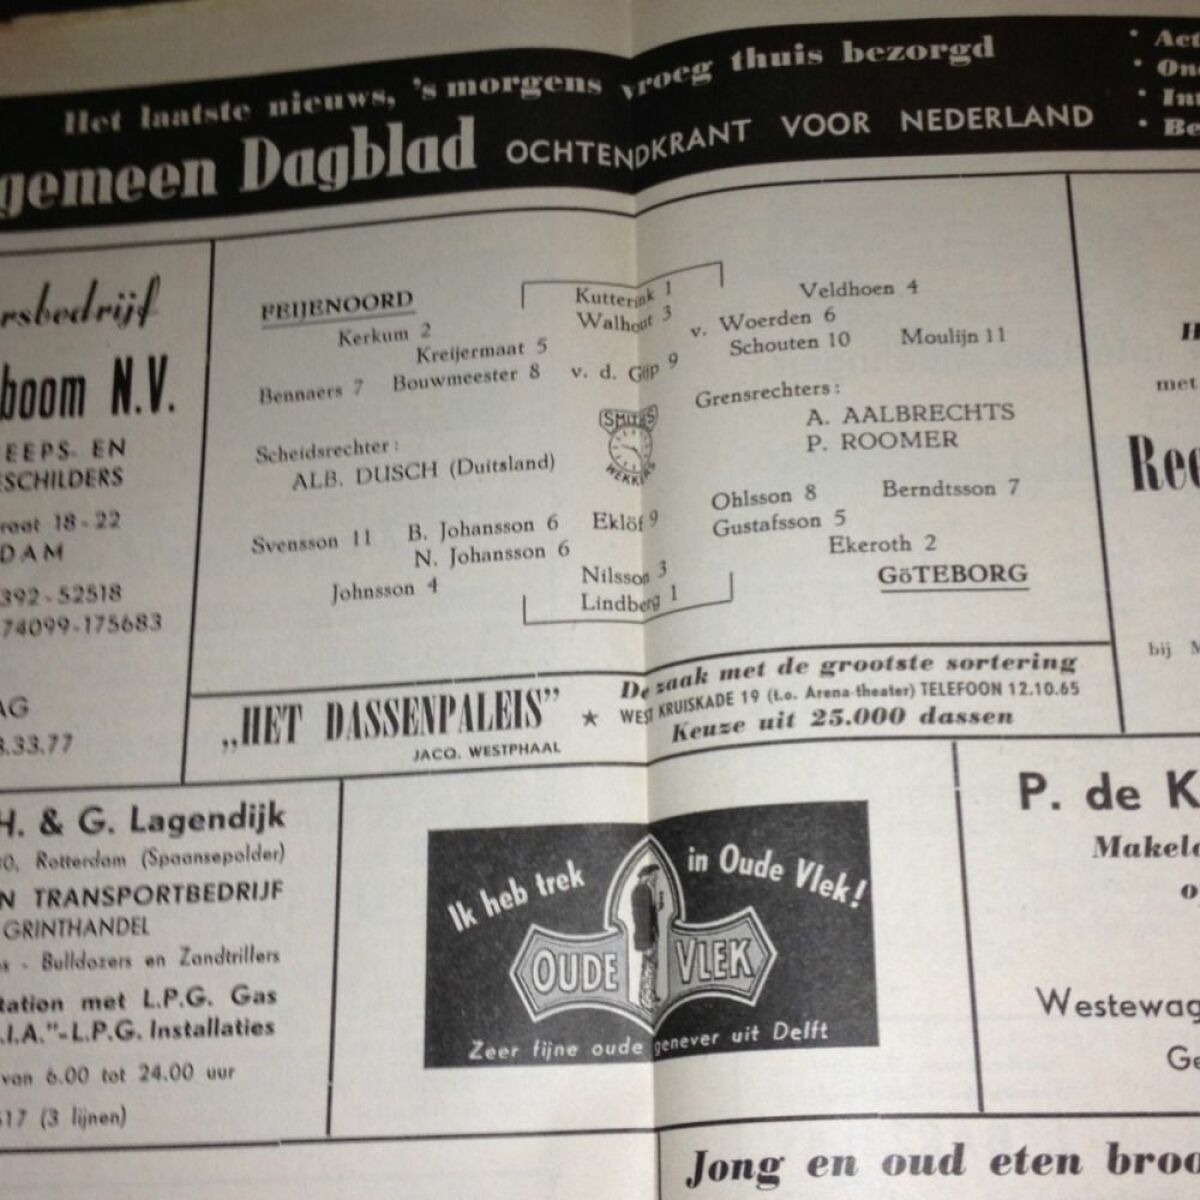 Het laatste nieuws, 's morgens vroeg thuis bezorgd
gemeen Dagblad OCHTENDKRANT VOOR NEDERLAND
rsbedrijf
boom N.V.
EEPS- EN
ESCHILDERS
raat 18-22
DAM
392-52518
74099-175683
AG
3.33.77
FEIJENOORD
Kutterink 1
Walhout 3
Veldhoen 4
Kerkum 2
Kreijermaat 5
v. Woerden 6
Bennaers 7 Bouwmeester 8 v. d. Gijp 9 Schouten 10 Moulijn 11
Scheidsrechter:
ALB. DUSCH (Duitsland)
SMITHS
WEKKERS
Grensrechters:
A. AALBRECHTS
P. ROOMER
Svensson 11 B. Johansson 6 Eklöf 9 Ohlsson 8 Berndtsson 7
N. Johansson 6 Gustafsson 5
Johnsson 4 Nilsson 3 Ekeroth 2
Lindberg 1
GöTEBORG
„HET DASSENPALEIS” ★
JACQ. WESTPHAAL
De zaak met de grootste sortering
WEST KRUISKADE 19 (t.o. Arena-theater) TELEFOON 12.10.65
Keuze uit 25.000 dassen
met
Ree
bij
H. & G. Lagendijk
0, Rotterdam (Spaansepolder)
N TRANSPORTBEDRIJF
GRINTHANDEL
s - Bulldozers en Zandtrillers
tation met L.P.G. Gas
.I.A."-L.P.G. Installaties
van 6.00 tot 24.00 uur
517 (3 lijnen)
Ik heb trek in Oude Vlek!
OUDE VLEK
Zeer fijne oude genever uit Delft
P. de K
Makela
o
Westewag
Ge
Jong en oud eten broo